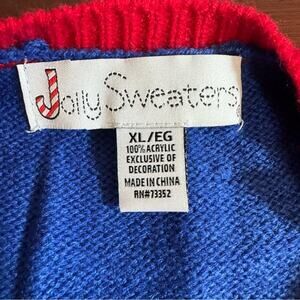 Jolly Sweaters
XL/EG
100% ACRYLIC
EXCLUSIVE OF
DECORATION
MADE IN CHINA
RN#73352